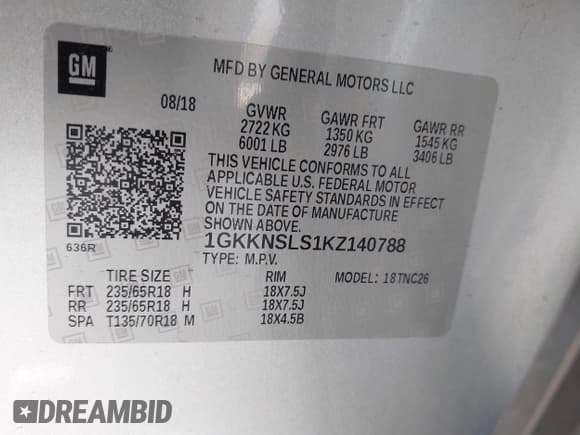 GM
MFD BY GENERAL MOTORS LLC
08/18 GVWR GAWR FRT GAWR RR
2722 KG 1350 KG 1545 KG
6001 LB 2976 LB 3406 LB
THIS VEHICLE CONFORMS TO ALL
APPLICABLE U.S. FEDERAL MOTOR
VEHICLE SAFETY STANDARDS IN EFFECT
ON THE DATE OF MANUFACTURE
SHOWN ABOVE.
636R 1GKKNSLS1KZ140788
TYPE: M.P.V. MODEL: 18TNC26
TIRE SIZE RIM
FRT 235/65R18 H 18X7.5J
RR 235/65R18 H 18X7.5J
SPA T135/70R18 M 18X4.5B
DREAMBID